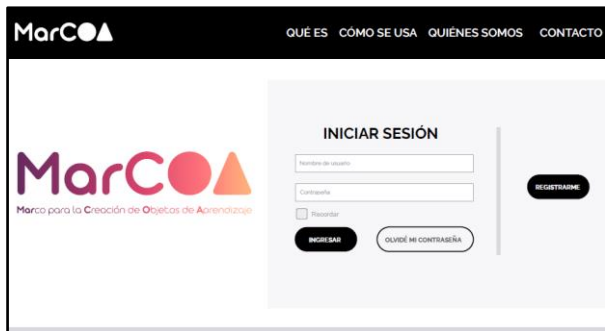 MarCOA
QUÉ ES CÓMO SE USA QUIÉNES SOMOS CONTACTO
MarCOA
Marco para la Creación de Objetos de Aprendizaje
INICIAR SESIÓN
Nombre de usuario
Contraseña
Recordar
INGRESAR
OLVIDÉ MI CONTRASEÑA
REGISTRARME